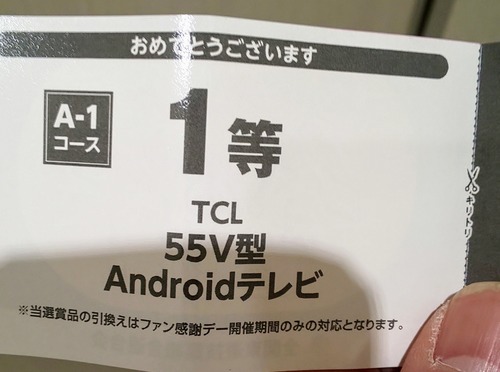 おめでとうございます
A-1
コース
1等
TCL
55V型
Androidテレビ
※当選賞品の引換えはファン感謝デー開催期間のみの対応となります。
キリトリ